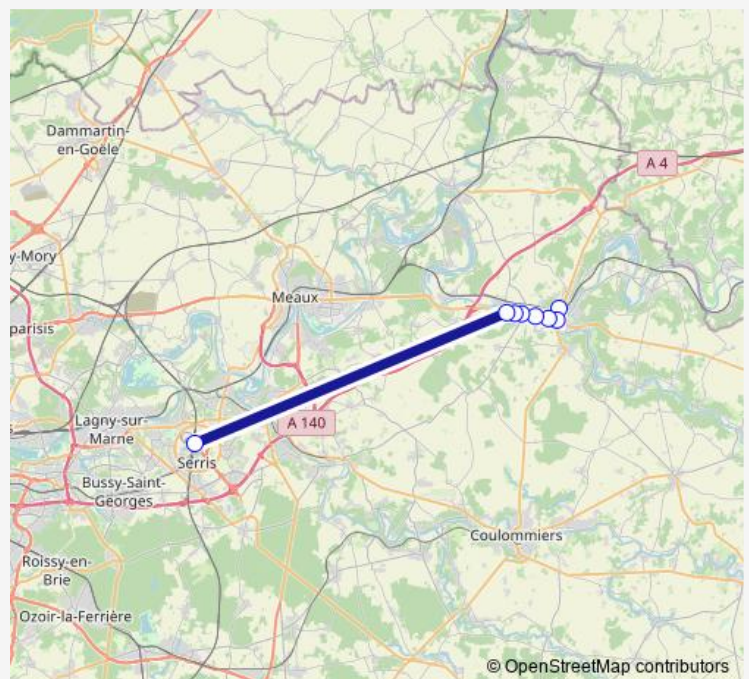 Dammartin-
en-Goële
A 4
y-Mory
Meaux
parisis
Lagny-sur-
Marne
A 140
Serris
Bussy-Saint-
Georges
Coulommiers
Roissy-en-
Brie
Ozoir-la-Ferrière
© OpenStreetMap contributors